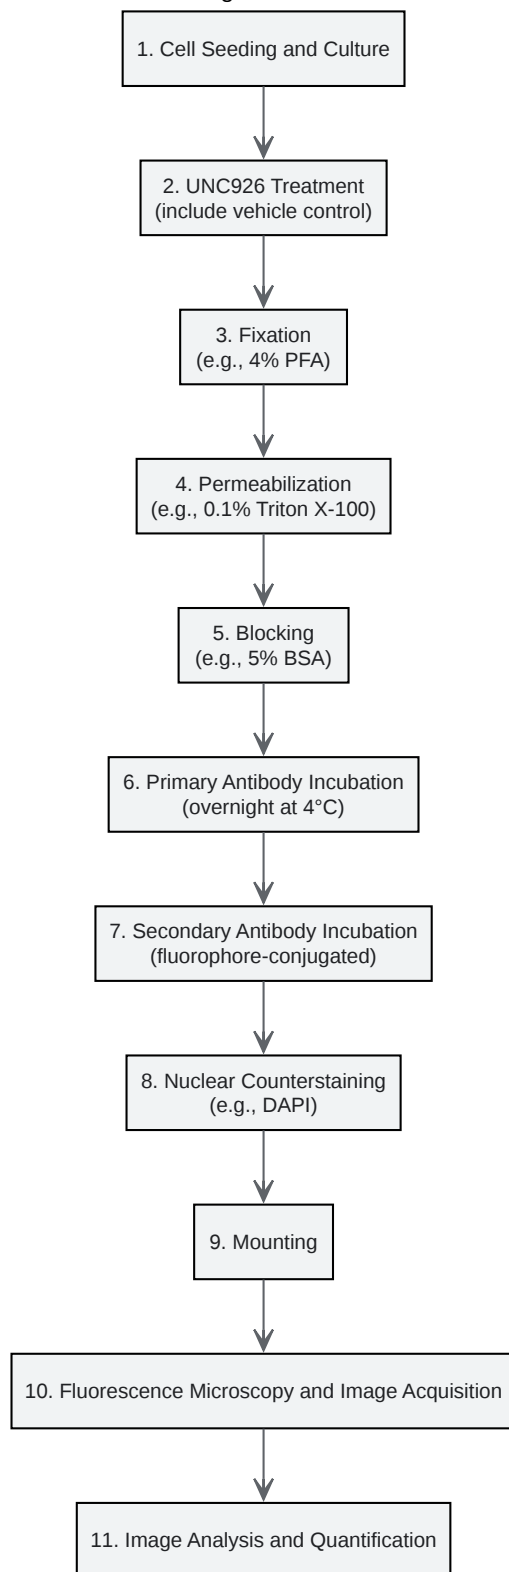 1. Cell Seeding and Culture
2. UNC926 Treatment
(include vehicle control)
3. Fixation
(e.g., 4% PFA)
4. Permeabilization
(e.g., 0.1% Triton X-100)
5. Blocking
(e.g., 5% BSA)
6. Primary Antibody Incubation
(overnight at 4°C)
7. Secondary Antibody Incubation
(fluorophore-conjugated)
8. Nuclear Counterstaining
(e.g., DAPI)
9. Mounting
10. Fluorescence Microscopy and Image Acquisition
11. Image Analysis and Quantification